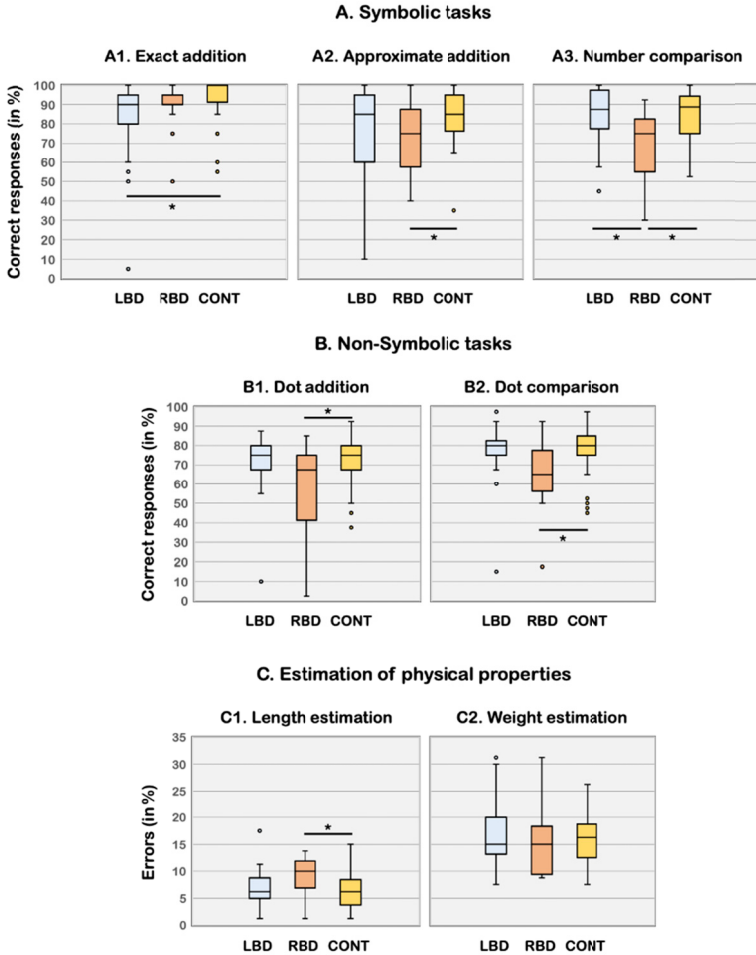 A. Symbolic tasks
A1. Exact addition
A2. Approximate addition
A3. Number comparison
Correct responses (in %)
100
90
80
70
60
50
40
30
20
10
0
*
*
*
*
LBD RBD CONT
LBD RBD CONT
LBD RBD CONT
B. Non-Symbolic tasks
B1. Dot addition
B2. Dot comparison
Correct responses (in %)
100
90
80
70
60
50
40
30
20
10
0
*
*
LBD RBD CONT
LBD RBD CONT
C. Estimation of physical properties
C1. Length estimation
C2. Weight estimation
Errors (in %)
35
30
25
20
15
10
5
0
*
LBD RBD CONT
LBD RBD CONT